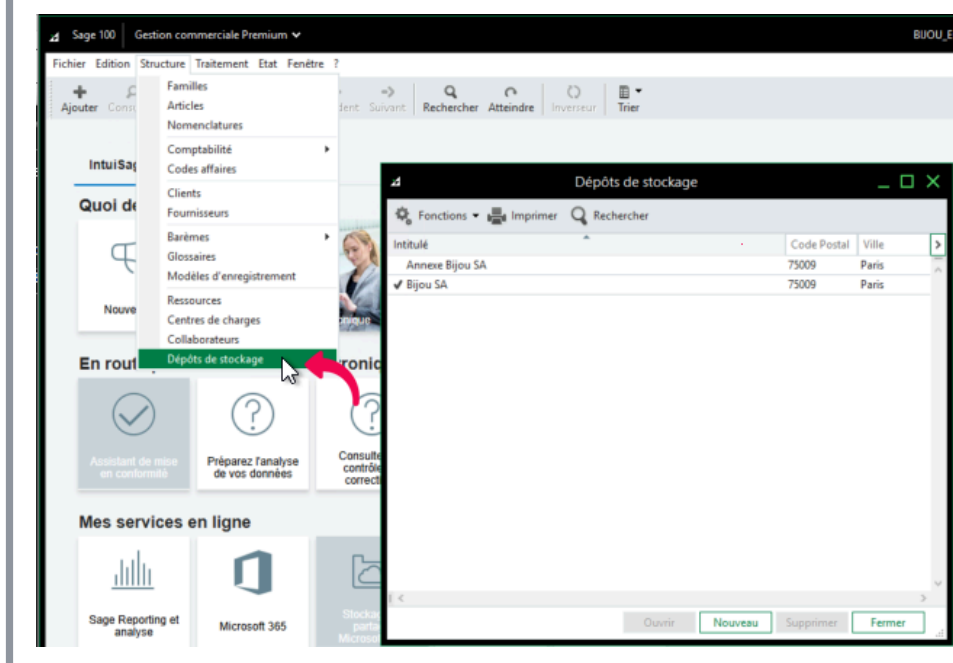 Sage 100 Gestion commerciale Premium
BIJOU_E
Fichier Edition Structure Traitement Etat Fenêtre ?
Ajouter Suivant Rechercher Atteindre Inverseur Trier
Familles
Articles
Nomenclatures
Comptabilité
Codes affaires
Clients
Fournisseurs
Barèmes
Glossaires
Modèles d'enregistrement
Ressources
Centres de charges
Collaborateurs
Dépôts de stockage
IntuiSag
Quoi de
Nouve
En rout
ronic
Assistant de mise
en conformité
Préparez l'analyse
de vos données
Consulte
contrôle
correct
Mes services en ligne
Sage Reporting et
analyse
Microsoft 365
Stocka
parta
Microso
Dépôts de stockage
Fonctions Imprimer Rechercher
Intitulé Code Postal Ville
Annexe Bijou SA 75009 Paris
Bijou SA 75009 Paris
Ouvrir Nouveau Supprimer Fermer